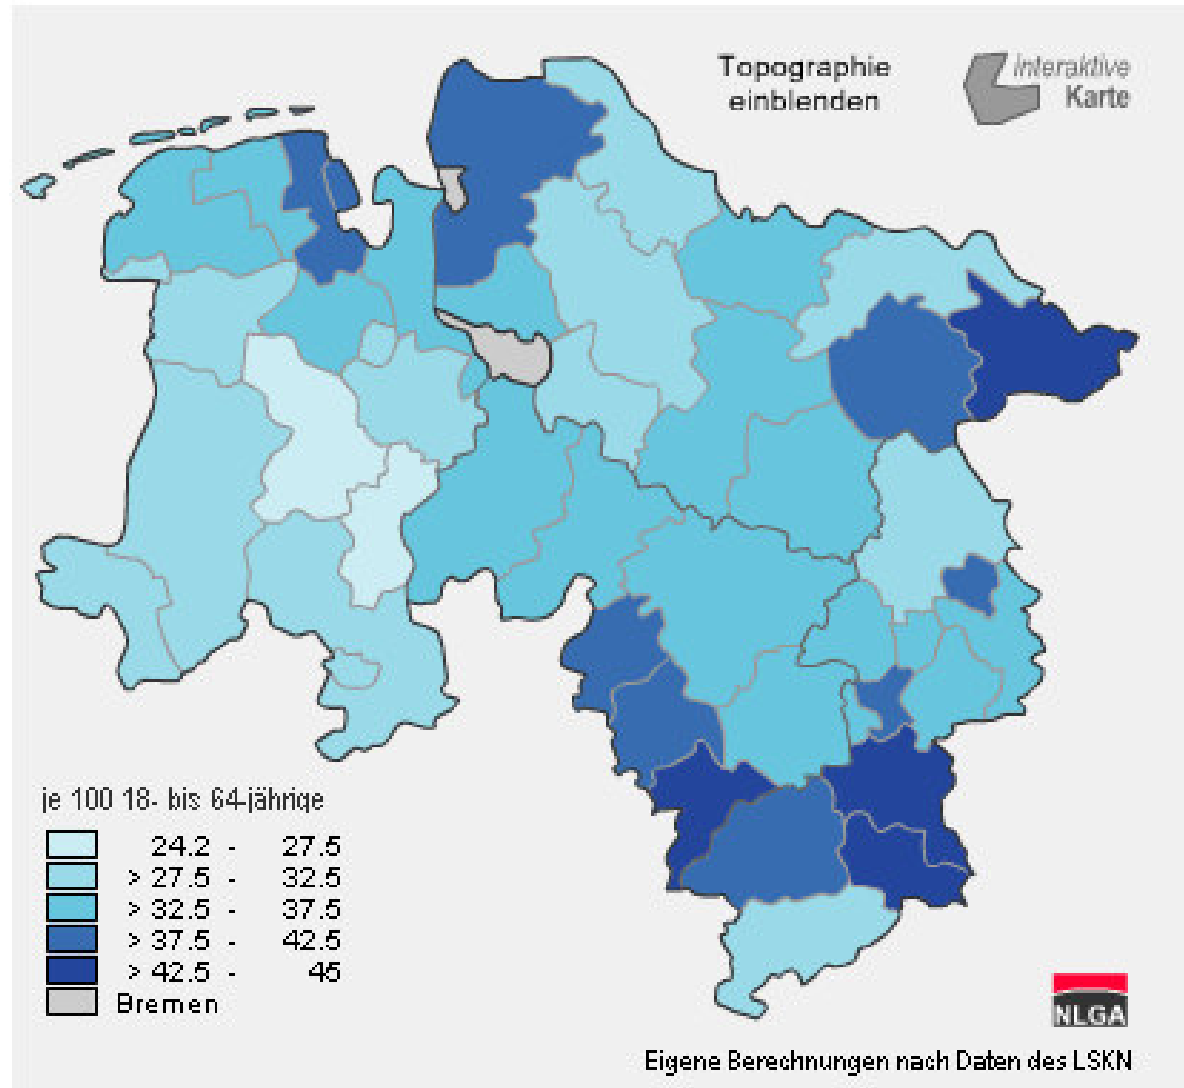 Topographie
einblenden
interaktive
Karte
je 100 18- bis 64-jährige
24.2 - 27.5
> 27.5 - 32.5
> 32.5 - 37.5
> 37.5 - 42.5
> 42.5 - 45
Bremen
NLGA
Eigene Berechnungen nach Daten des LSKN